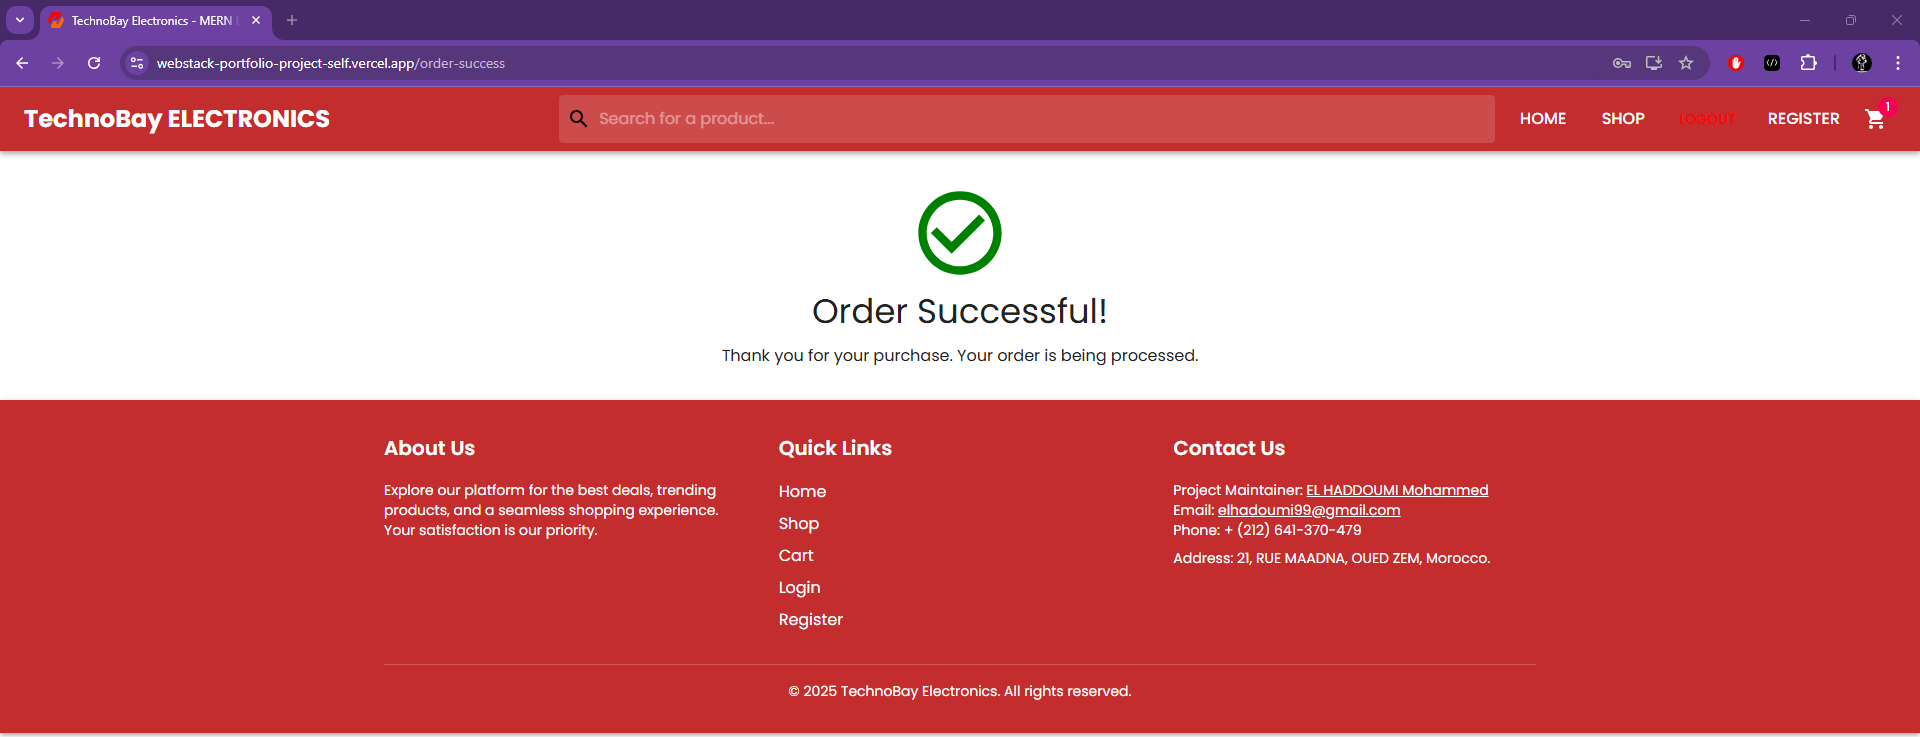 TechnoBay Electronics - MERN
webstack-portfolio-project-self.vercel.app/order-success
TechnoBay ELECTRONICS
Search for a product...
HOME
SHOP
LOGOUT
REGISTER
1
Order Successful!
Thank you for your purchase. Your order is being processed.
About Us
Explore our platform for the best deals, trending
products, and a seamless shopping experience.
Your satisfaction is our priority.
Quick Links
Home
Shop
Cart
Login
Register
Contact Us
Project Maintainer: EL HADDOUMI Mohammed
Email: elhadoumi99@gmail.com
Phone: + (212) 641-370-479
Address: 21, RUE MAADNA, OUED ZEM, Morocco.
© 2025 TechnoBay Electronics. All rights reserved.